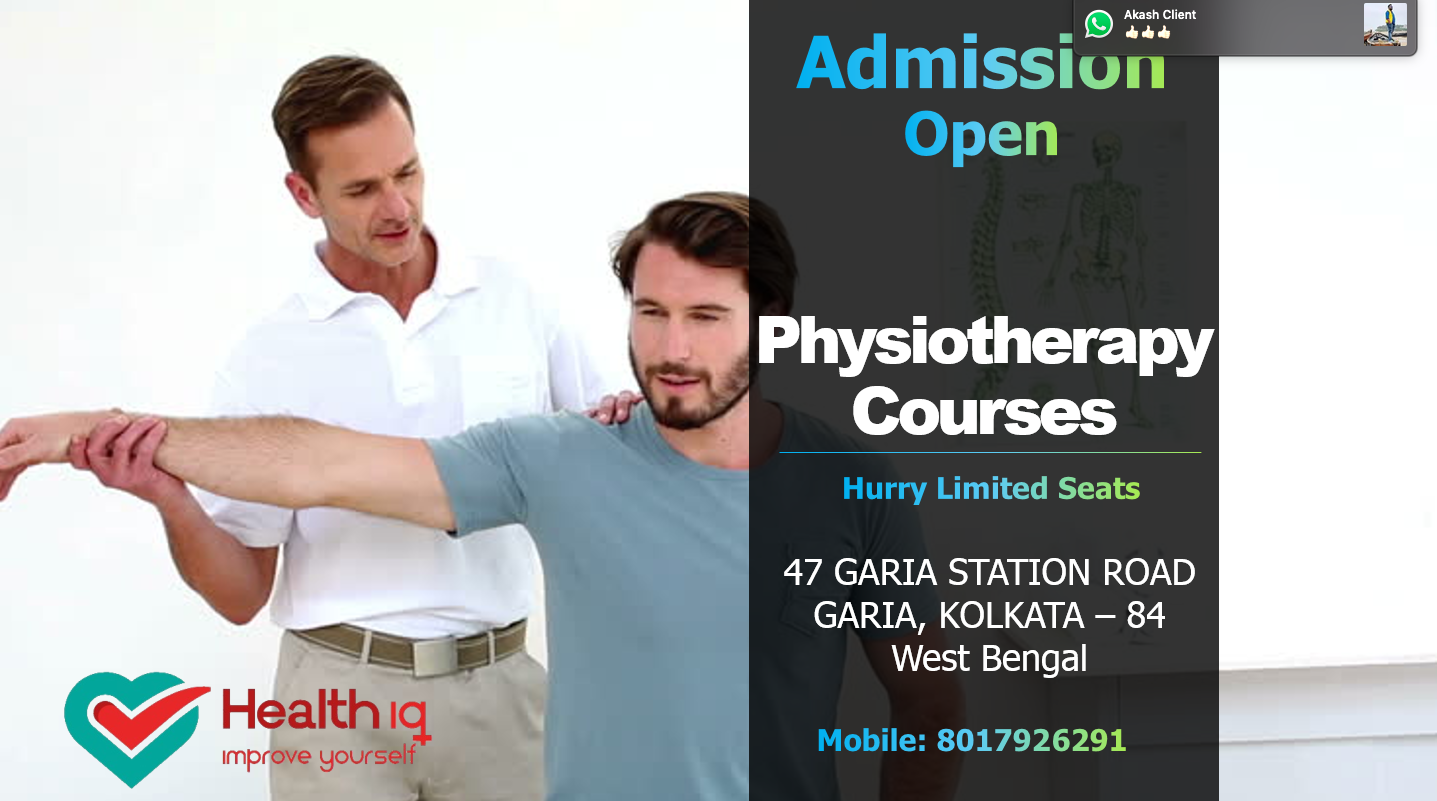 Akash Client
👍🏻👍🏻👍🏻
Admission
Open
Physiotherapy
Courses
Hurry Limited Seats
47 GARIA STATION ROAD
GARIA, KOLKATA – 84
West Bengal
Mobile: 8017926291
Health iq
improve yourself